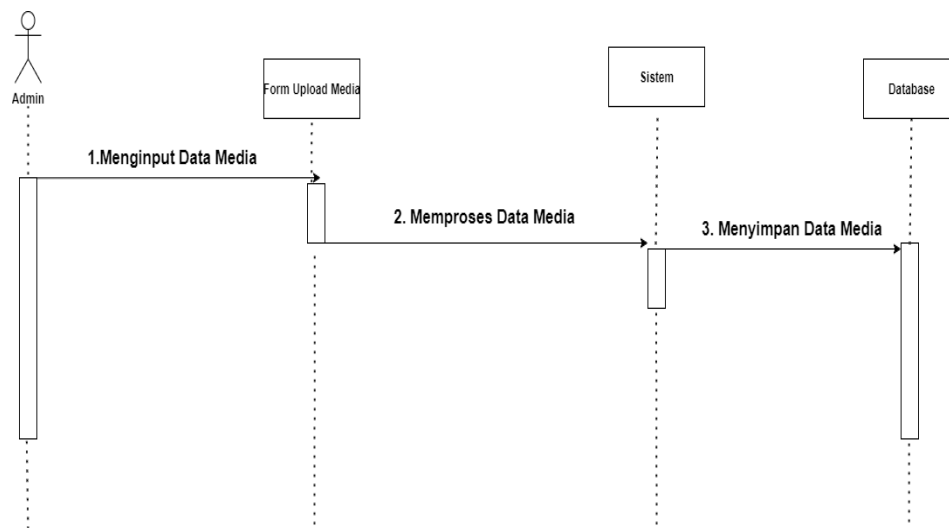 Admin
Form Upload Media
Sistem
Database
1.Menginput Data Media
2. Memproses Data Media
3. Menyimpan Data Media